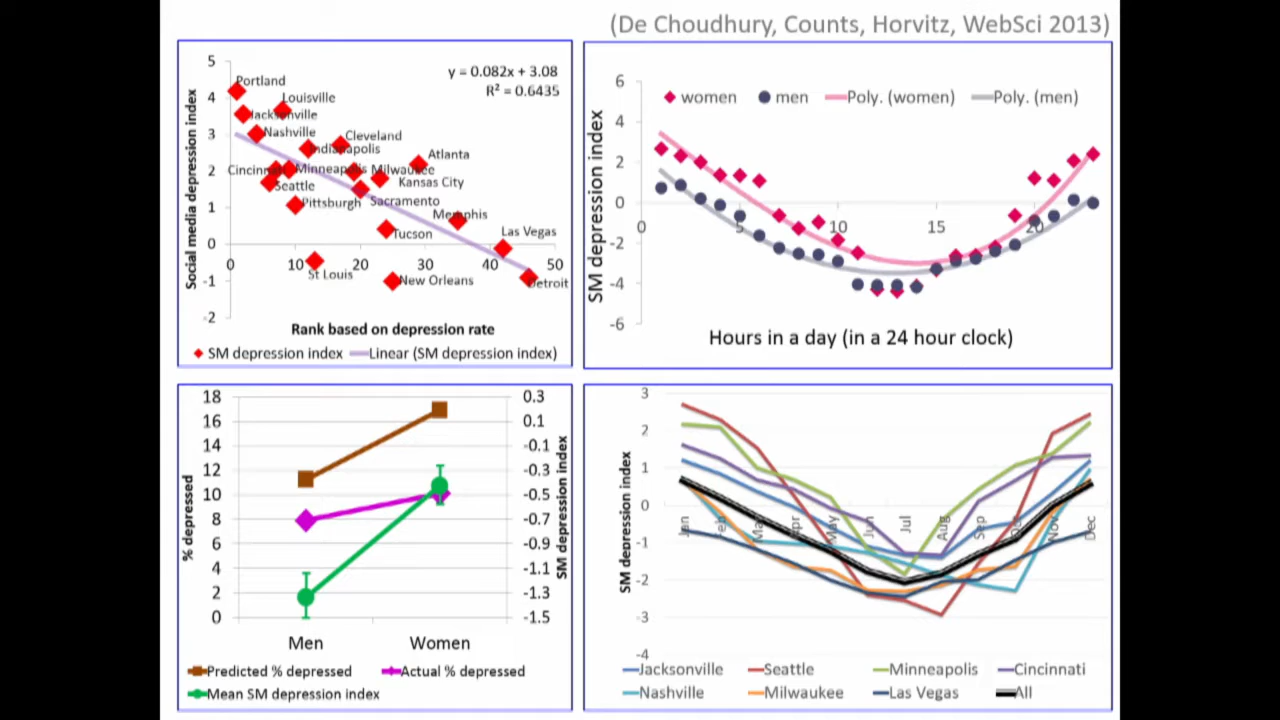 (De Choudhury, Counts, Horvitz, WebSci 2013)
5
4
3
2
1
0
-1
-2
Social media depression index
y = 0.082x + 3.08
R² = 0.6435
Portland
Louisville
Jacksonville
Nashville
Cleveland
Indianapolis
Atlanta
Cincinnati
Minneapolis
Milwaukee
Seattle
Kansas City
Pittsburgh
Sacramento
Memphis
Tucson
Las Vegas
St Louis
New Orleans
Detroit
0 10 20 30 40 50
Rank based on depression rate
SM depression index Linear (SM depression index)
6
4
2
0
-2
-4
-6
SM depression index
women men Poly. (women) Poly. (men)
0 5 10 15 20
Hours in a day (in a 24 hour clock)
18
16
14
12
10
8
6
4
2
0
% depressed
0.3
0.1
-0.1
-0.3
-0.5
-0.7
-0.9
-1.1
-1.3
-1.5
SM depression index
Men Women
Predicted % depressed Actual % depressed
Mean SM depression index
3
2
1
0
-1
-2
-3
-4
SM depression index
Jan Feb Mar Apr May Jun Jul Aug Sep Oct Nov Dec
Jacksonville Seattle Minneapolis Cincinnati
Nashville Milwaukee Las Vegas All